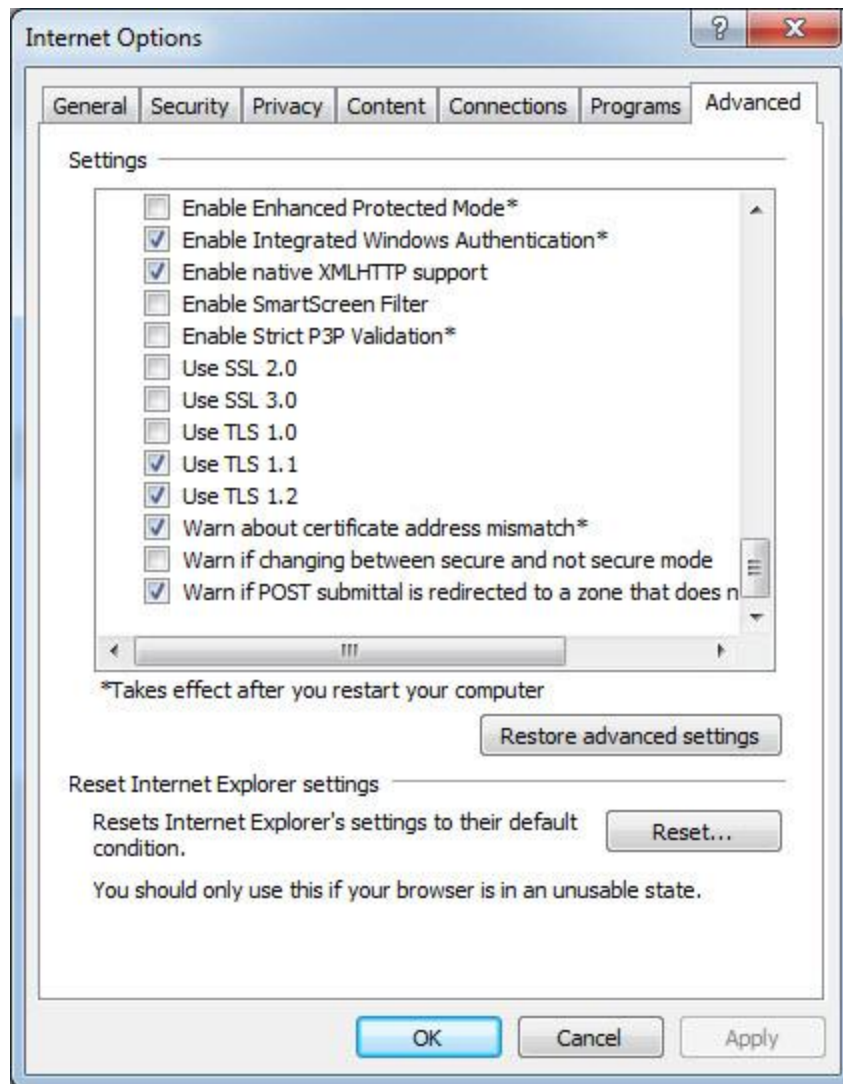 Internet Options
General Security Privacy Content Connections Programs Advanced
Settings
Enable Enhanced Protected Mode*
Enable Integrated Windows Authentication*
Enable native XMLHTTP support
Enable SmartScreen Filter
Enable Strict P3P Validation*
Use SSL 2.0
Use SSL 3.0
Use TLS 1.0
Use TLS 1.1
Use TLS 1.2
Warn about certificate address mismatch*
Warn if changing between secure and not secure mode
Warn if POST submittal is redirected to a zone that does n
*Takes effect after you restart your computer
Restore advanced settings
Reset Internet Explorer settings
Resets Internet Explorer's settings to their default
condition.
Reset...
You should only use this if your browser is in an unusable state.
OK Cancel Apply